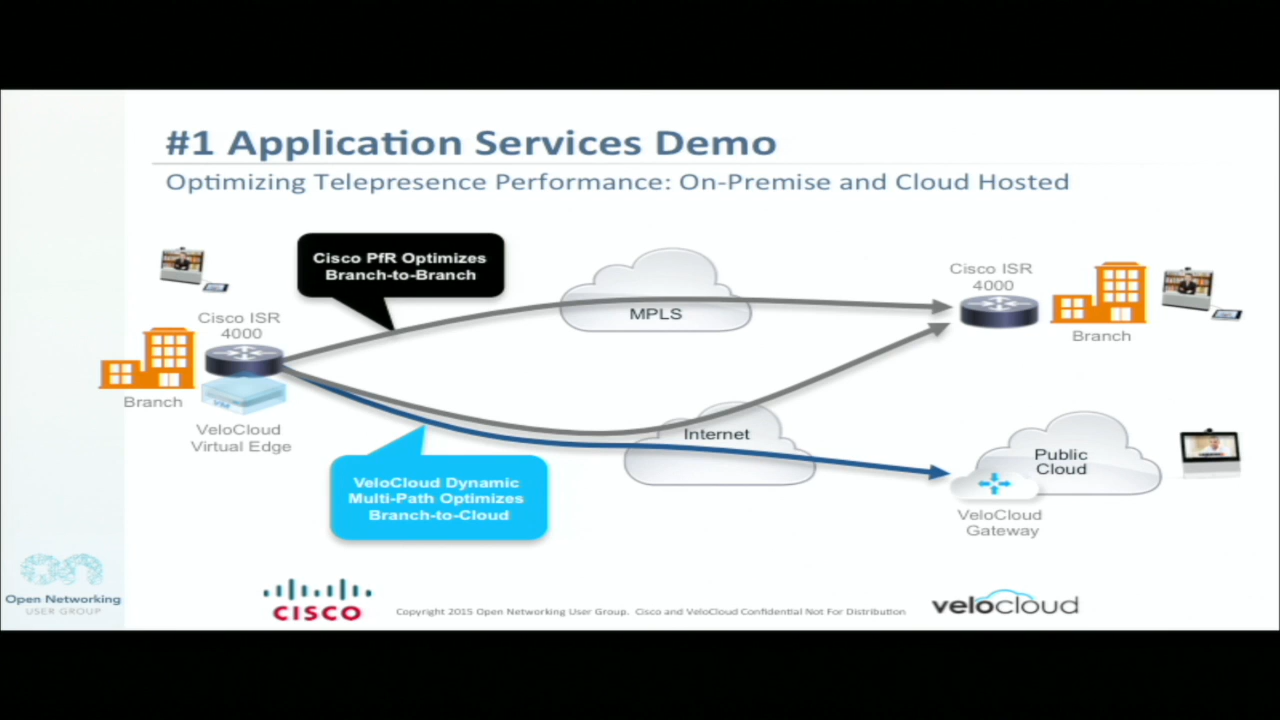 #1 Application Services Demo
Optimizing Telepresence Performance: On-Premise and Cloud Hosted
Cisco PfR Optimizes
Branch-to-Branch
MPLS
Cisco ISR
4000
Branch
Cisco ISR
4000
Branch
VeloCloud
Virtual Edge
Internet
VeloCloud Dynamic
Multi-Path Optimizes
Branch-to-Cloud
Public
Cloud
VeloCloud
Gateway
Open Networking
USER GROUP
CISCO
Copyright 2015 Open Networking User Group. Cisco and VeloCloud Confidential Not For Distribution
velocloud